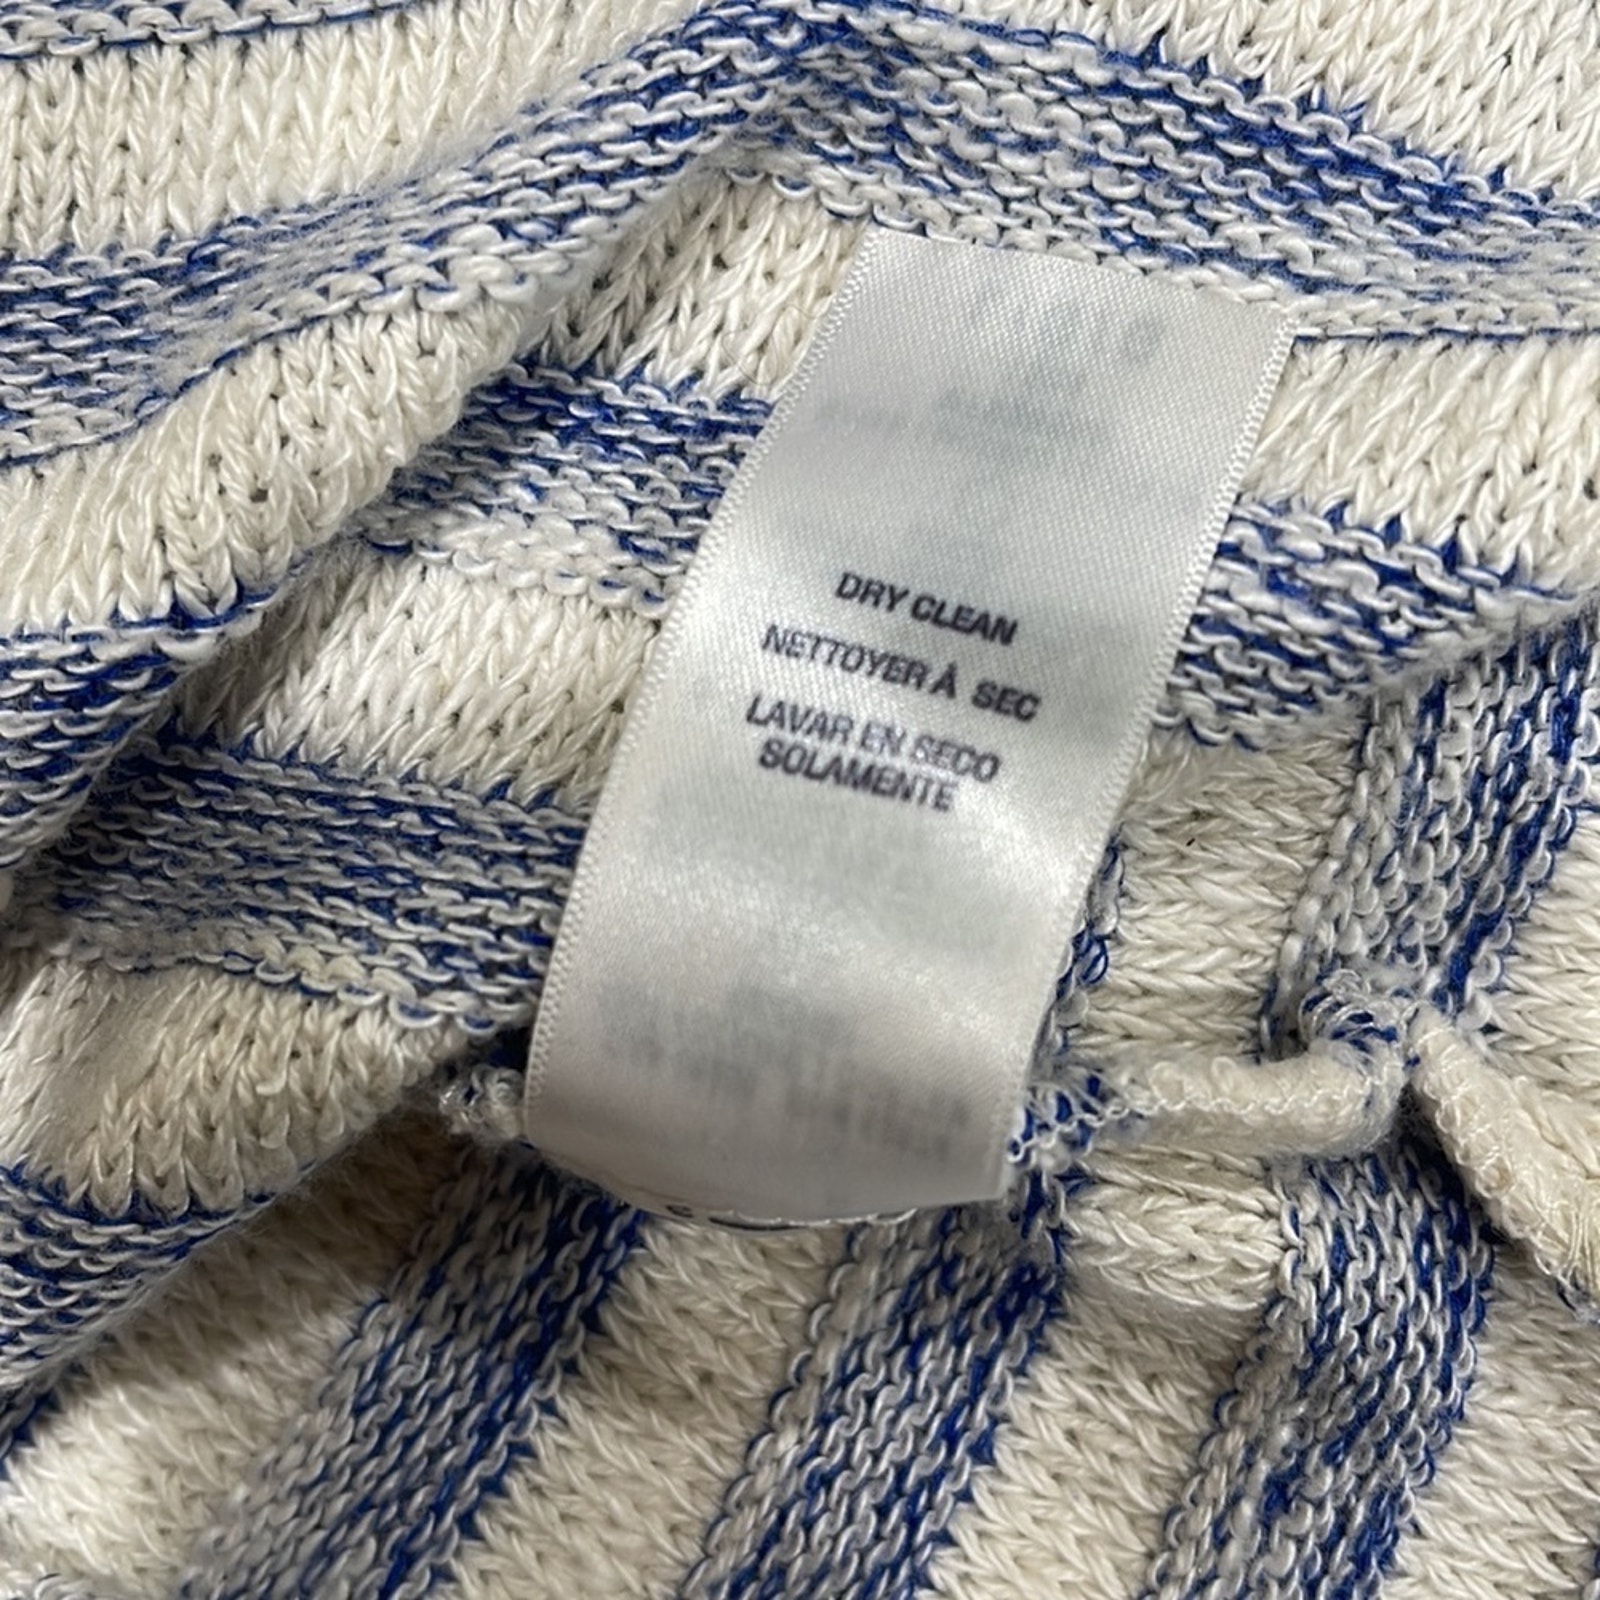 DRY CLEAN
NETTOYER À SEC
LAVAR EN SECO
SOLAMENTE